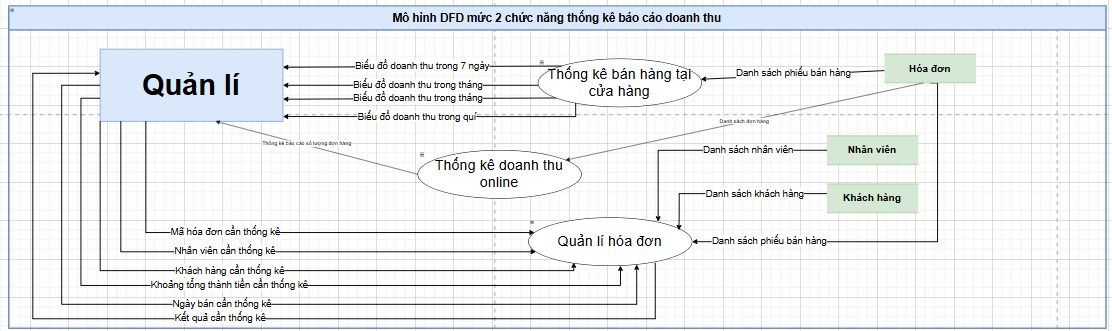 Mô hình DFD mức 2 chức năng thống kê báo cáo doanh thu
Quản lí
Biểu đồ doanh thu trong 7 ngày
Biểu đồ doanh thu trong tháng
Biểu đồ doanh thu trong tháng
Biểu đồ doanh thu trong quí
Thống kê bán hàng tại
cửa hàng
Danh sách phiếu bán hàng
Hóa đơn
Danh sách đơn hàng
Thống kê báo cáo số lượng đơn hàng
Thống kê doanh thu
online
Danh sách nhân viên
Nhân viên
Danh sách khách hàng
Khách hàng
Mã hóa đơn cần thống kê
Nhân viên cần thống kê
Khách hàng cần thống kê
Khoảng tổng thành tiền cần thống kê
Ngày bán cần thống kê
Kết quả cần thống kê
Quản lí hóa đơn
Danh sách phiếu bán hàng